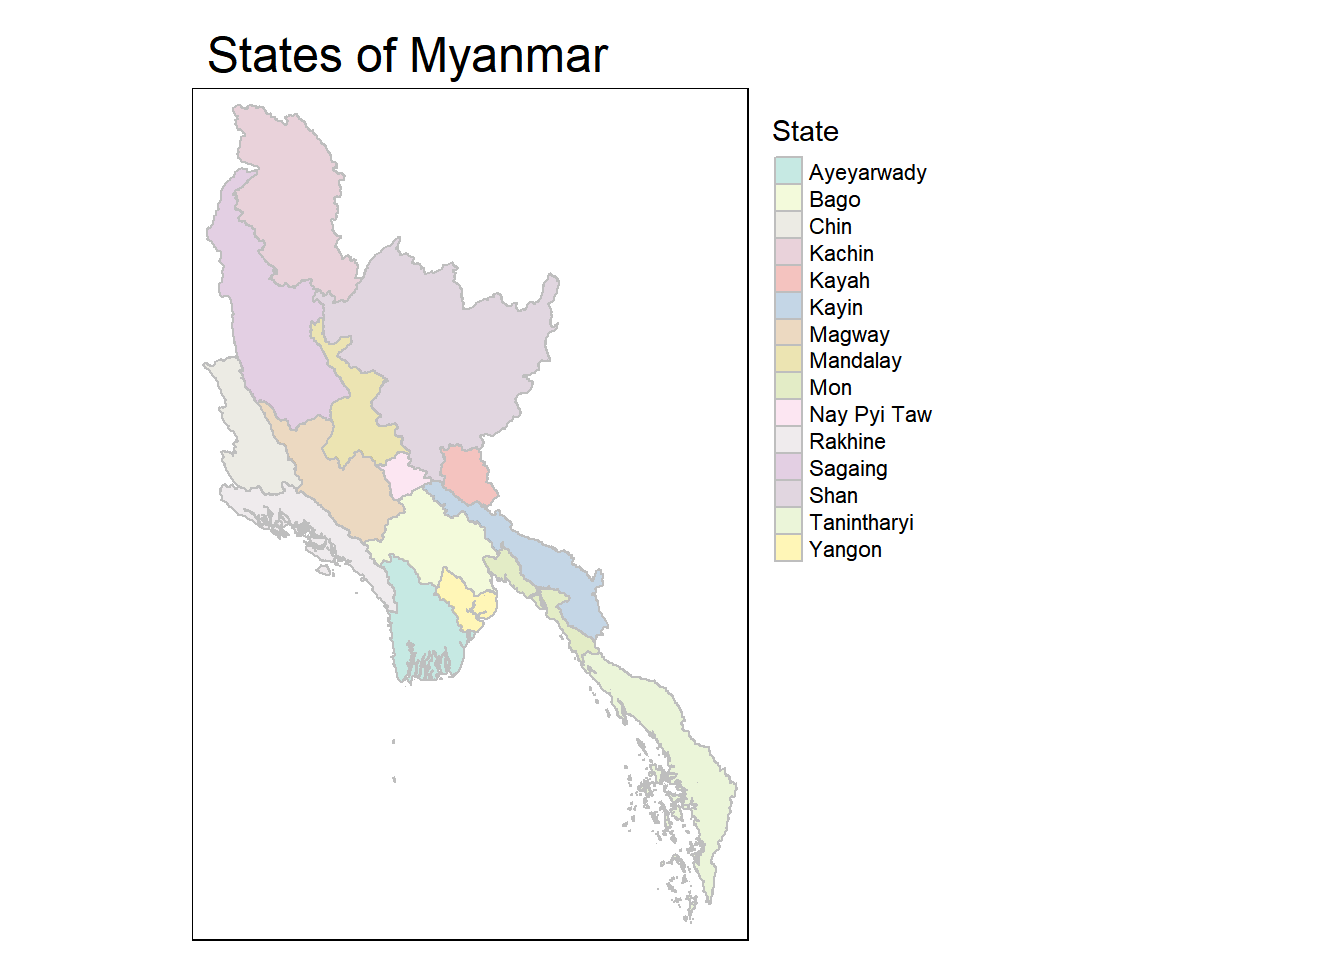 States of Myanmar
State
Ayeyarwady
Bago
Chin
Kachin
Kayah
Kayin
Magway
Mandalay
Mon
Nay Pyi Taw
Rakhine
Sagaing
Shan
Tanintharyi
Yangon